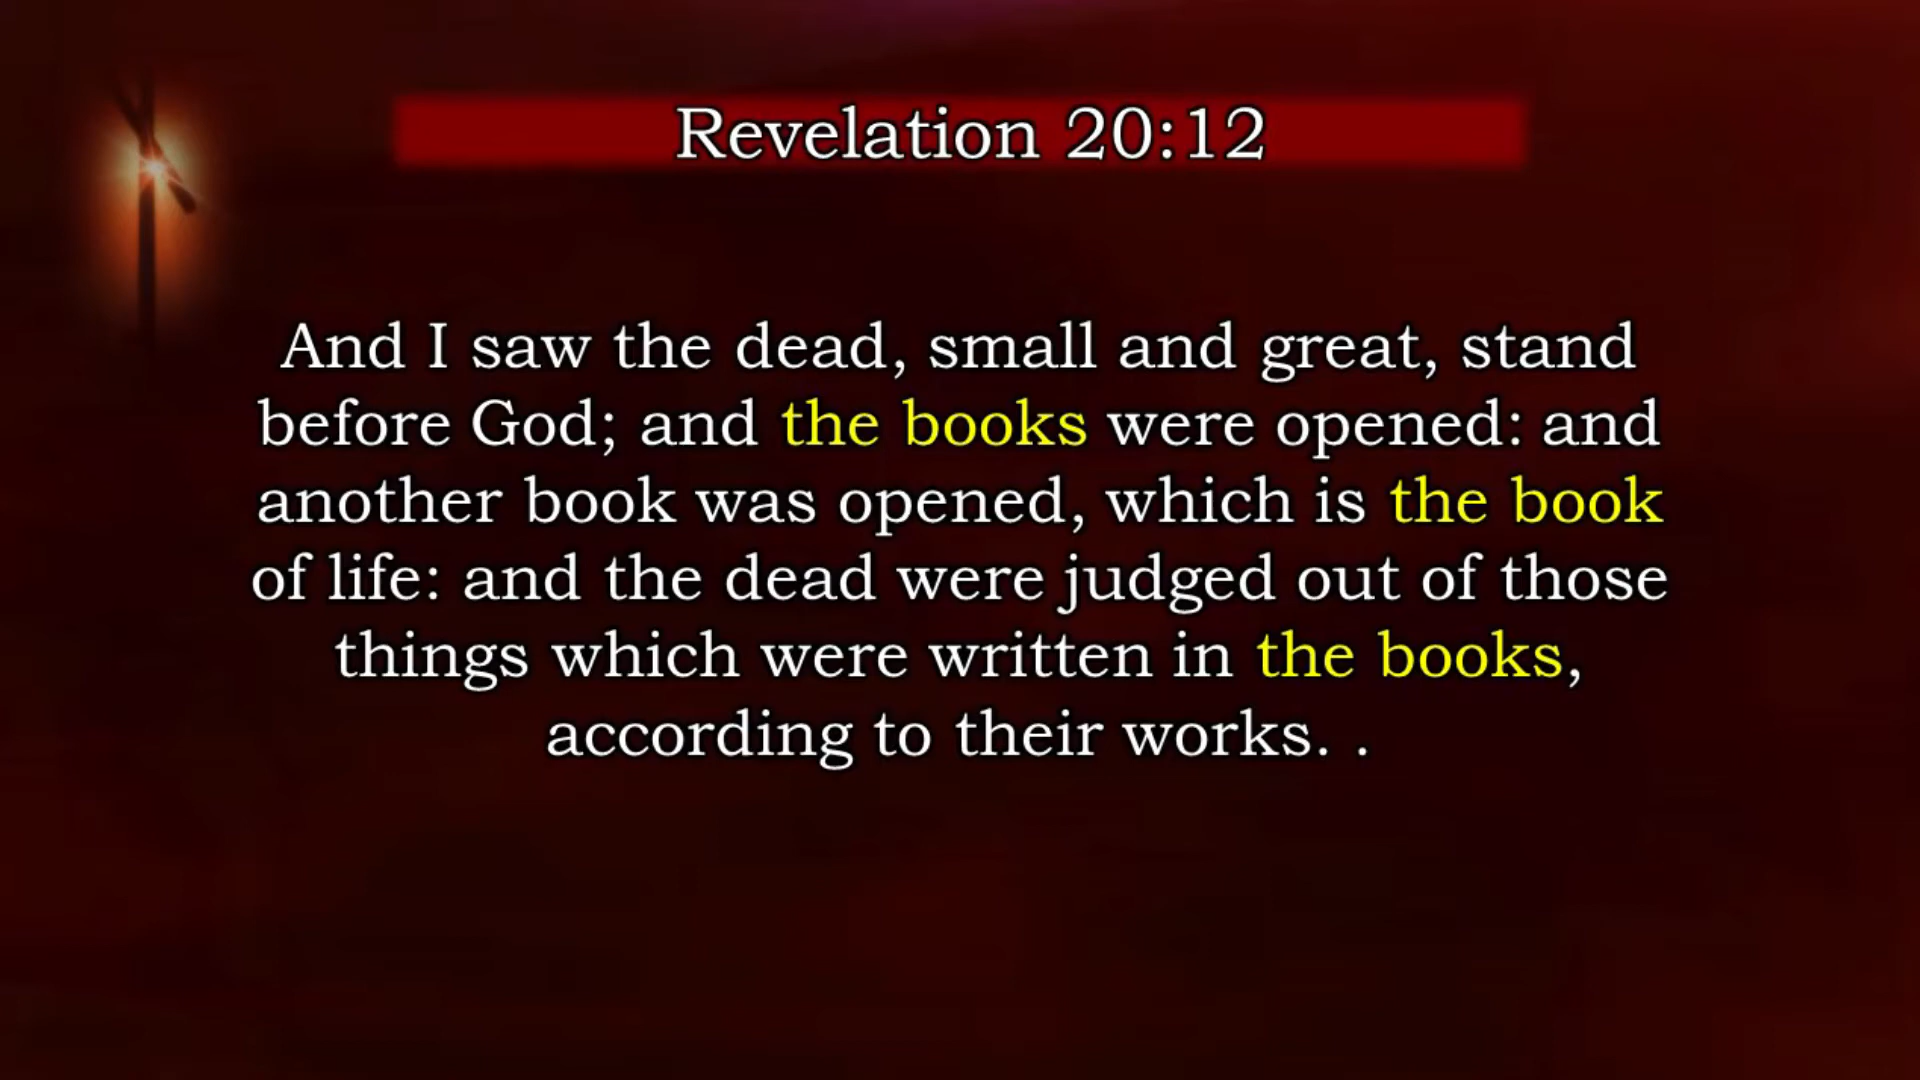 Revelation 20:12
And I saw the dead, small and great, stand
before God; and the books were opened: and
another book was opened, which is the book
of life: and the dead were judged out of those
things which were written in the books,
according to their works. .